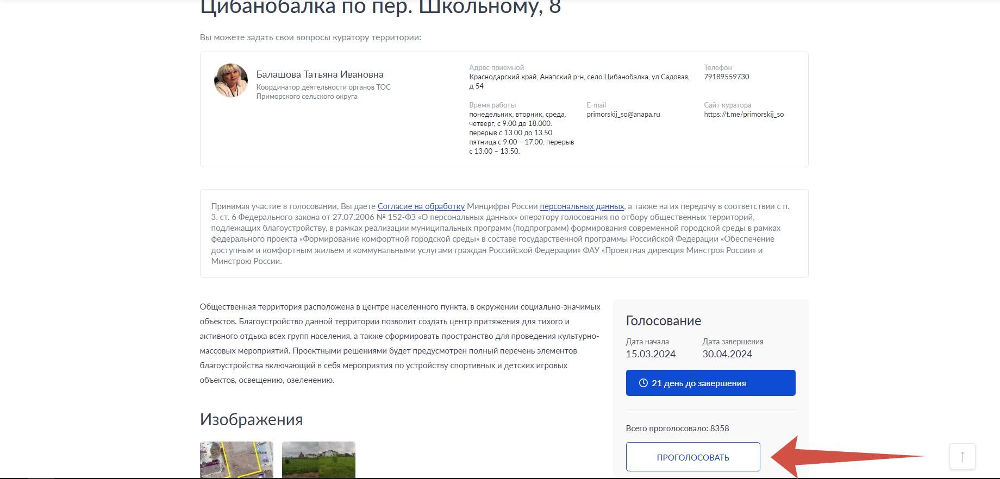 Цибанобалка по пер. Школьному, 8
Вы можете задать свои вопросы куратору территории:
Балашова Татьяна Ивановна
Координатор деятельности органов ТОС
Приморского сельского округа
Адрес приемной
Краснодарский край, Анапский р-н, село Цибанобалка, ул Садовая,
д 54
Телефон
79189559730
Время работы
понедельник, вторник, среда,
четверг, с 9.00 до 18.000.
перерыв с 13.00 до 13.50.
пятница с 9.00 – 17.00. перерыв
с 13.00 – 13.50.
E-mail
primorskij_so@anapa.ru
Сайт куратора
https://t.me/primorskij_so
Принимая участие в голосовании, Вы даете Согласие на обработку Минцифры России персональных данных, а также на их передачу в соответствии с п.
3. ст. 6 Федерального закона от 27.07.2006 № 152-ФЗ «О персональных данных» оператору голосования по отбору общественных территорий,
подлежащих благоустройству, в рамках реализации муниципальных программ (подпрограмм) формирования современной городской среды в рамках
федерального проекта «Формирование комфортной городской среды» в составе государственной программы Российской Федерации «Обеспечение
доступным и комфортным жильем и коммунальными услугами граждан Российской Федерации» ФАУ «Проектная дирекция Минстроя России» и
Минстрою России.
Общественная территория расположена в центре населенного пункта, в окружении социально-значимых
объектов. Благоустройство данной территории позволит создать центр притяжения для тихого и
активного отдыха всех групп населения, а также сформировать пространство для проведения культурно-
массовых мероприятий. Проектными решениями будет предусмотрен полный перечень элементов
благоустройства включающий в себя мероприятия по устройству спортивных и детских игровых
объектов, освещению, озеленению.
Изображения
Голосование
Дата начала
15.03.2024
Дата завершения
30.04.2024
21 день до завершения
Всего проголосовало: 8358
ПРОГОЛОСОВАТЬ